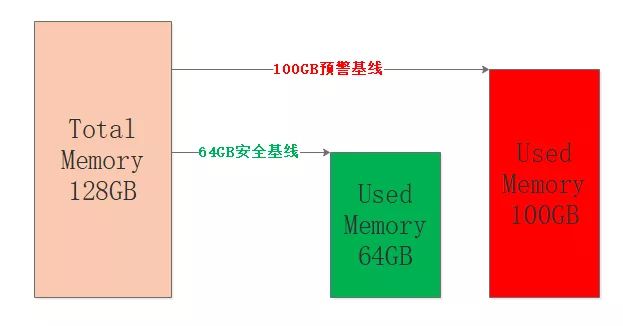 100GB预警基线
64GB安全基线
Total
Memory
128GB
Used
Memory
64GB
Used
Memory
100GB